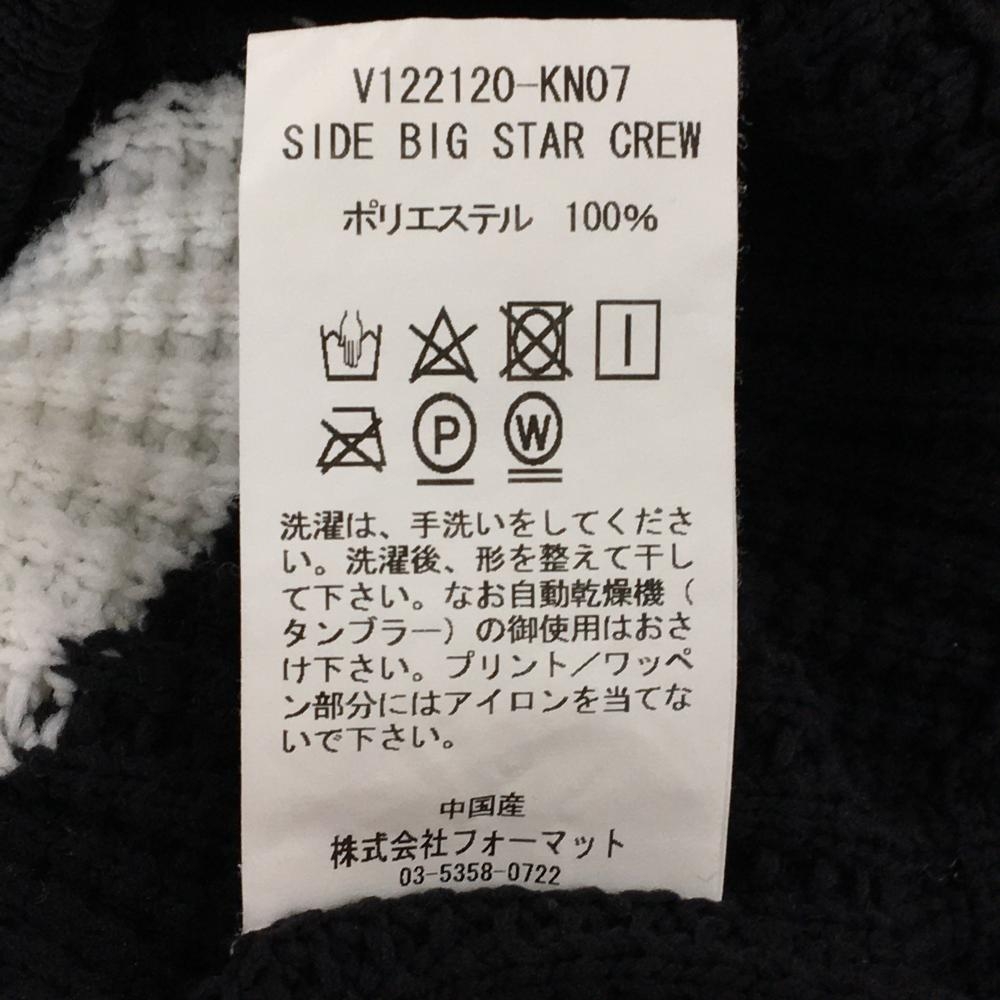 V122120-KN07
SIDE BIG STAR CREW
ポリエステル 100%
P W
洗濯は、手洗いをしてくださ
い。洗濯後、形を整えて干し
て下さい。なお自動乾燥機（
タンブラー）の御使用はおさ
け下さい。プリント／ワッペ
ン部分にはアイロンを当てな
いで下さい。
中国産
株式会社フォーマット
03-5358-0722